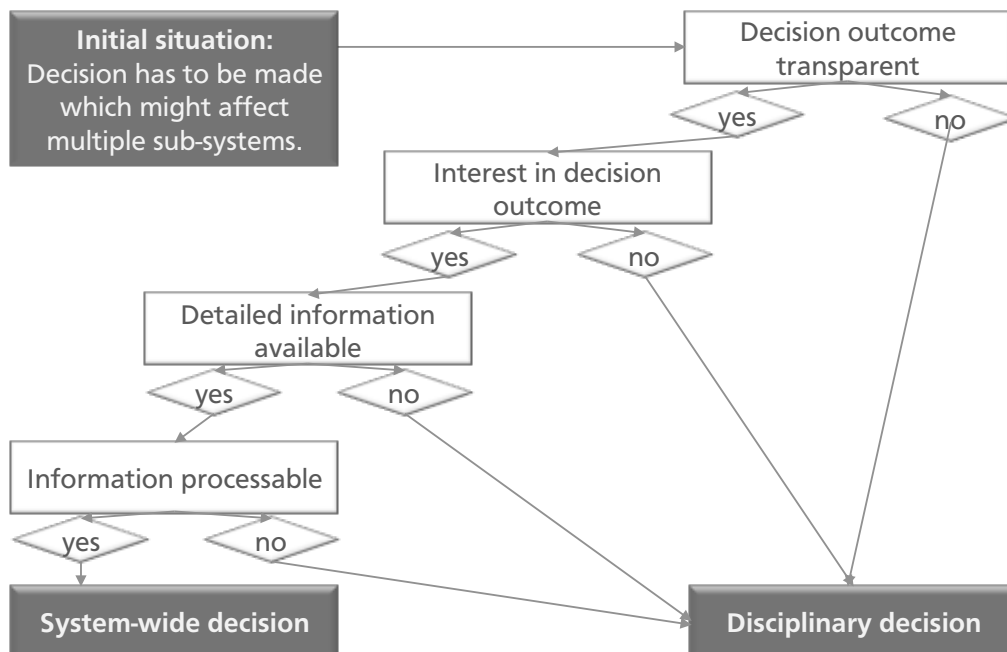 Initial situation:
Decision has to be made
which might affect
multiple sub-systems.
Decision outcome
transparent
yes
no
Interest in decision
outcome
yes
no
Detailed information
available
yes
no
Information processable
yes
no
System-wide decision
Disciplinary decision